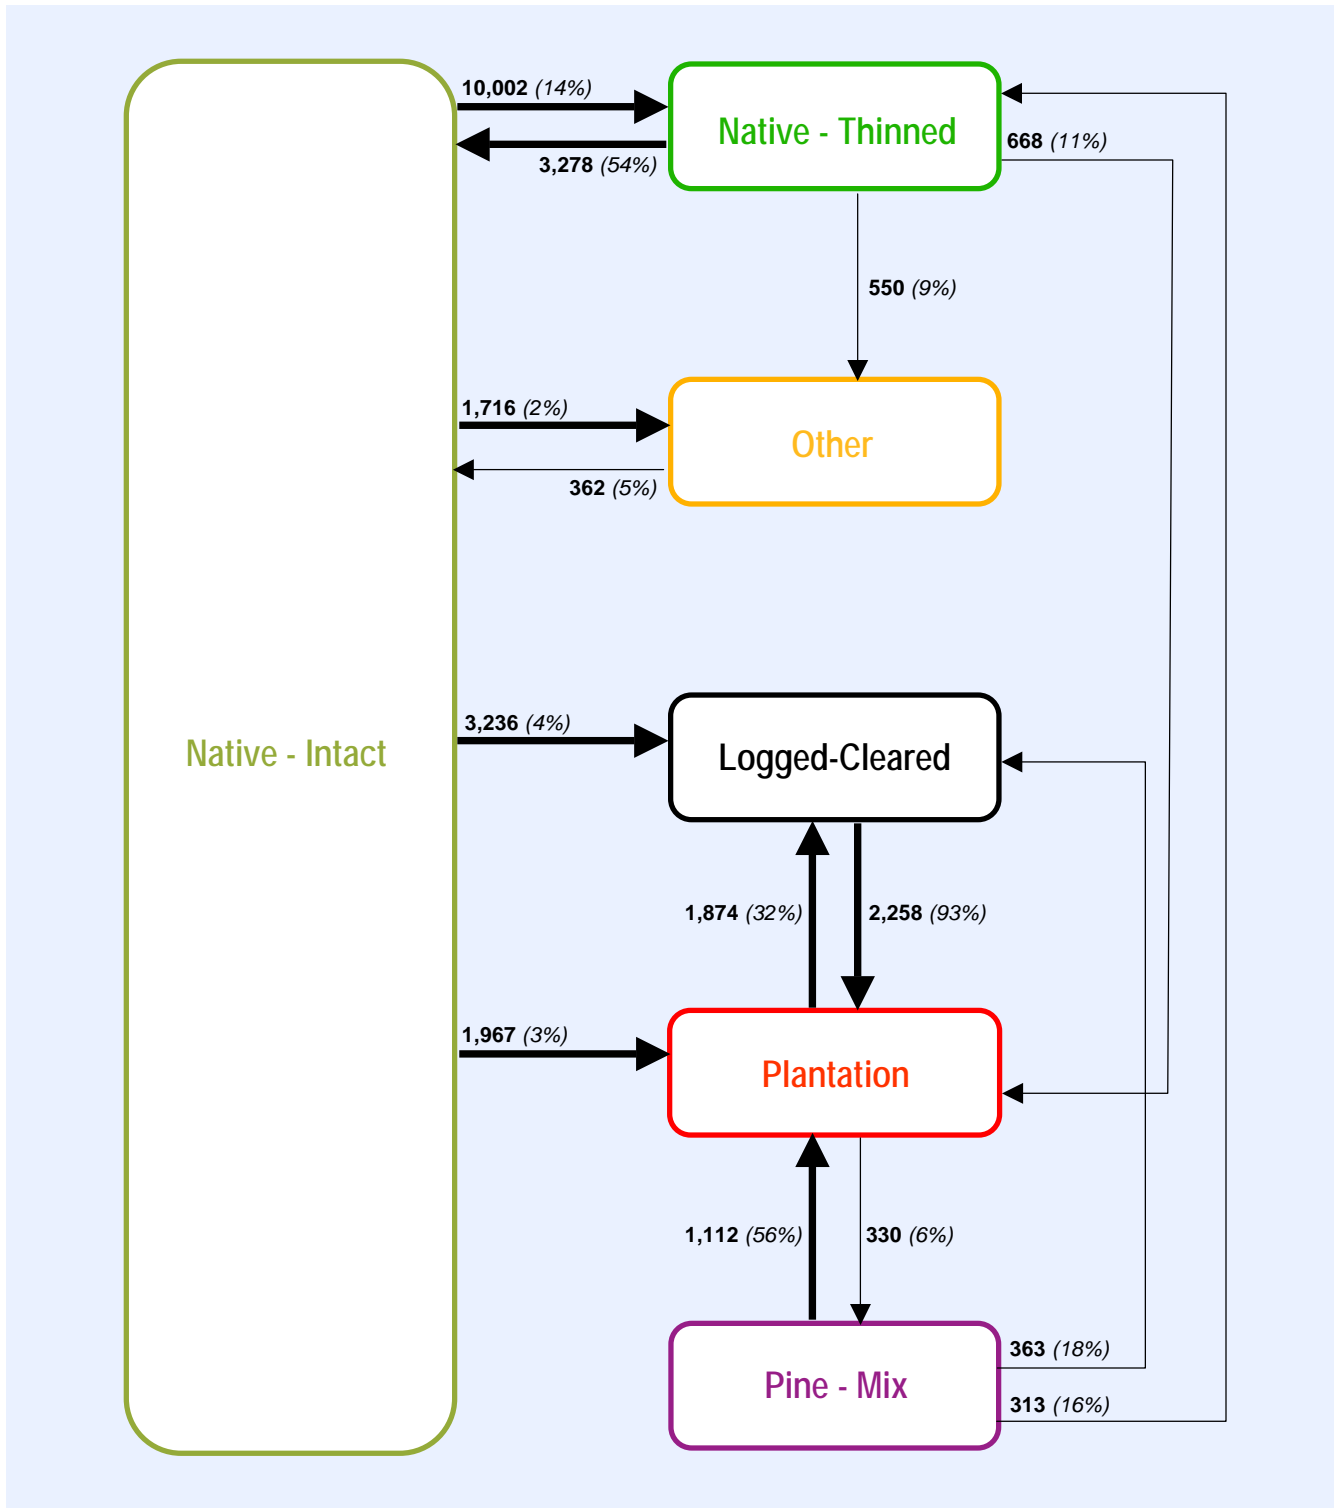 10,002 (14%)
Native - Thinned
668 (11%)
3,278 (54%)
550 (9%)
1,716 (2%)
Other
362 (5%)
3,236 (4%)
Native - Intact
Logged-Cleared
1,874 (32%)
2,258 (93%)
1,967 (3%)
Plantation
1,112 (56%)
330 (6%)
363 (18%)
Pine - Mix
313 (16%)